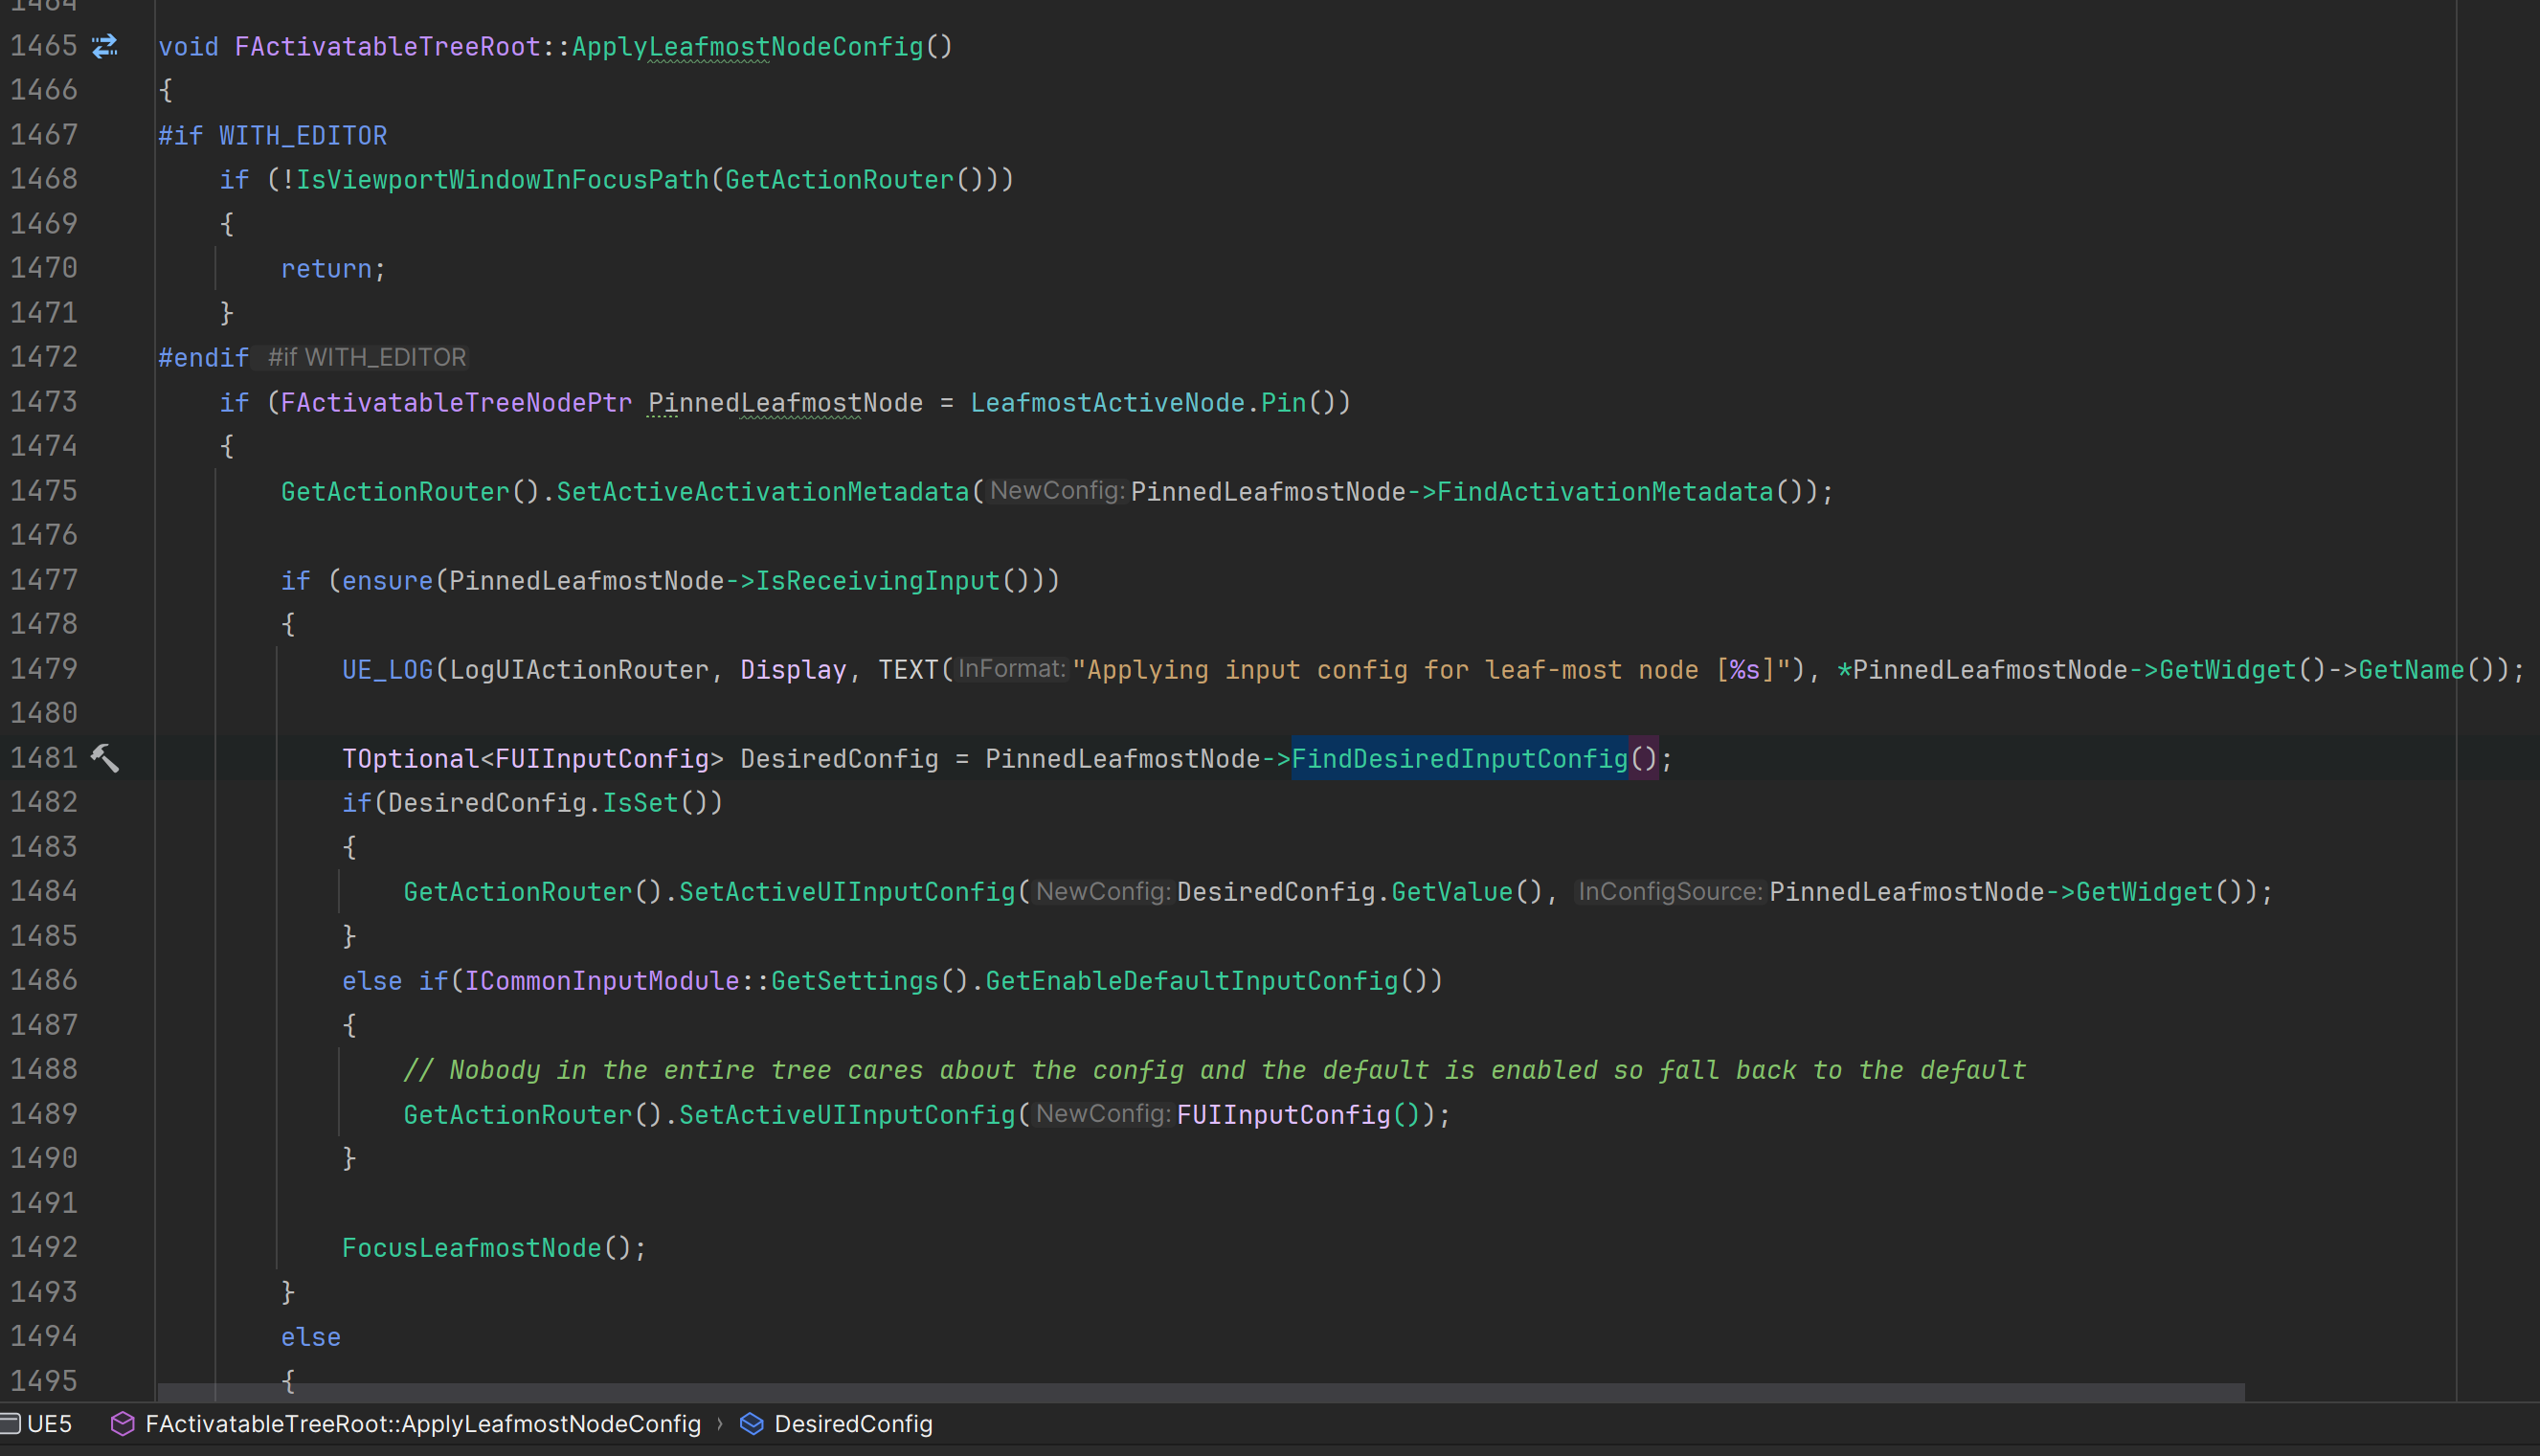 1464
1465 void FActivatableTreeRoot::ApplyLeafmostNodeConfig()
1466 {
1467 #if WITH_EDITOR
1468 if (!IsViewportWindowInFocusPath(GetActionRouter()))
1469 {
1470 return;
1471 }
1472 #endif #if WITH_EDITOR
1473 if (FActivatableTreeNodePtr PinnedLeafmostNode = LeafmostActiveNode.Pin())
1474 {
1475 GetActionRouter().SetActiveActivationMetadata(NewConfig: PinnedLeafmostNode->FindActivationMetadata());
1476
1477 if (ensure(PinnedLeafmostNode->IsReceivingInput()))
1478 {
1479 UE_LOG(LogUIActionRouter, Display, TEXT(InFormat: "Applying input config for leaf-most node [%s]"), *PinnedLeafmostNode->GetWidget()->GetName());
1480
1481 TOptional<FUIInputConfig> DesiredConfig = PinnedLeafmostNode->FindDesiredInputConfig();
1482 if(DesiredConfig.IsSet())
1483 {
1484 GetActionRouter().SetActiveUIInputConfig(NewConfig: DesiredConfig.GetValue(), InConfigSource: PinnedLeafmostNode->GetWidget());
1485 }
1486 else if(ICommonInputModule::GetSettings().GetEnableDefaultInputConfig())
1487 {
1488 // Nobody in the entire tree cares about the config and the default is enabled so fall back to the default
1489 GetActionRouter().SetActiveUIInputConfig(NewConfig: FUIInputConfig());
1490 }
1491
1492 FocusLeafmostNode();
1493 }
1494 else
1495 {
UE5 FActivatableTreeRoot::ApplyLeafmostNodeConfig › DesiredConfig